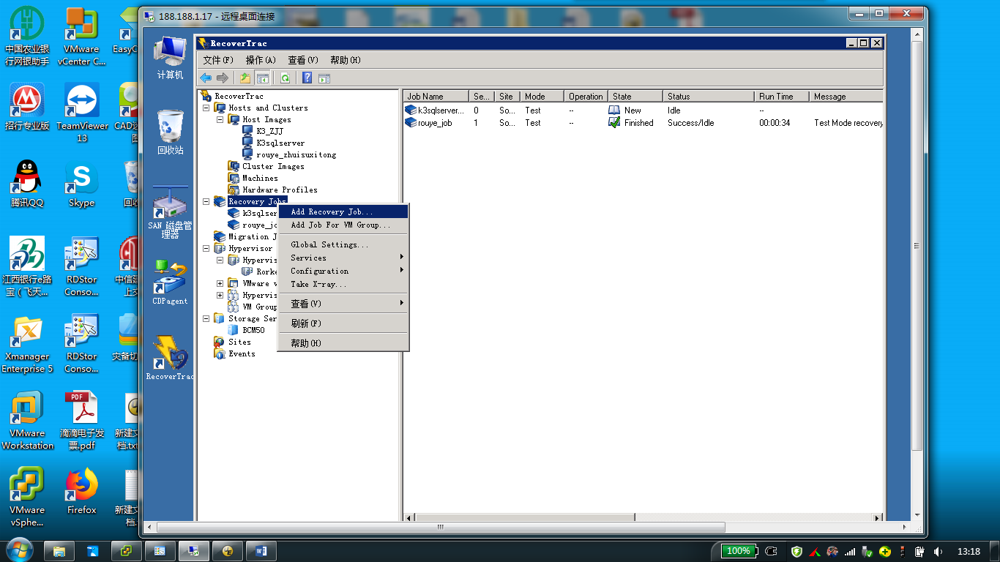 188.188.1.17 - 远程桌面连接
中国农业银
行网银助手
VMware
vCenter C...
招行专业版
TeamViewer
13
腾讯QQ
Skype
江西银行e路
宝（飞天...
RDStor
Conso...
Xmanager
Enterprise 5
RDStor
Conso...
VMware
Workstation
PDF
滴滴电子发
票.pdf
VMware
vSphe...
Firefox
EasyC
CAD
图
回收
中信建
上交
灾备切
新建文
档.txt
新建文
档.
计算机
回收站
SAN 磁盘管
理器
CDPagent
RecoverTrac
RecoverTrac
文件(F) 操作(A) 查看(V) 帮助(H)
RecoverTrac
Hosts and Clusters
Host Images
K3_ZJJ
K3sqlserver
rouye_zhuisuxitong
Cluster Images
Machines
Hardware Profiles
Recovery Jobs
k3sqlser
rouye_jo
Migration J
Hypervisor
Hypervis
Rorke
VMware v
Hypervis
VM Group
Storage Ser
BCM50
Sites
Events
Add Recovery Job...
Add Job For VM Group...
Global Settings...
Services
Configuration
Take X-ray...
查看(V)
刷新(F)
帮助(H)
Job Name Se... Site Mode Operation State Status Run Time Message
k3sqlserver... 0 So... Test -- New Idle --
rouye_job 1 So... Test -- Finished Success/Idle 00:00:34 Test Mode recovery
100%
13:18